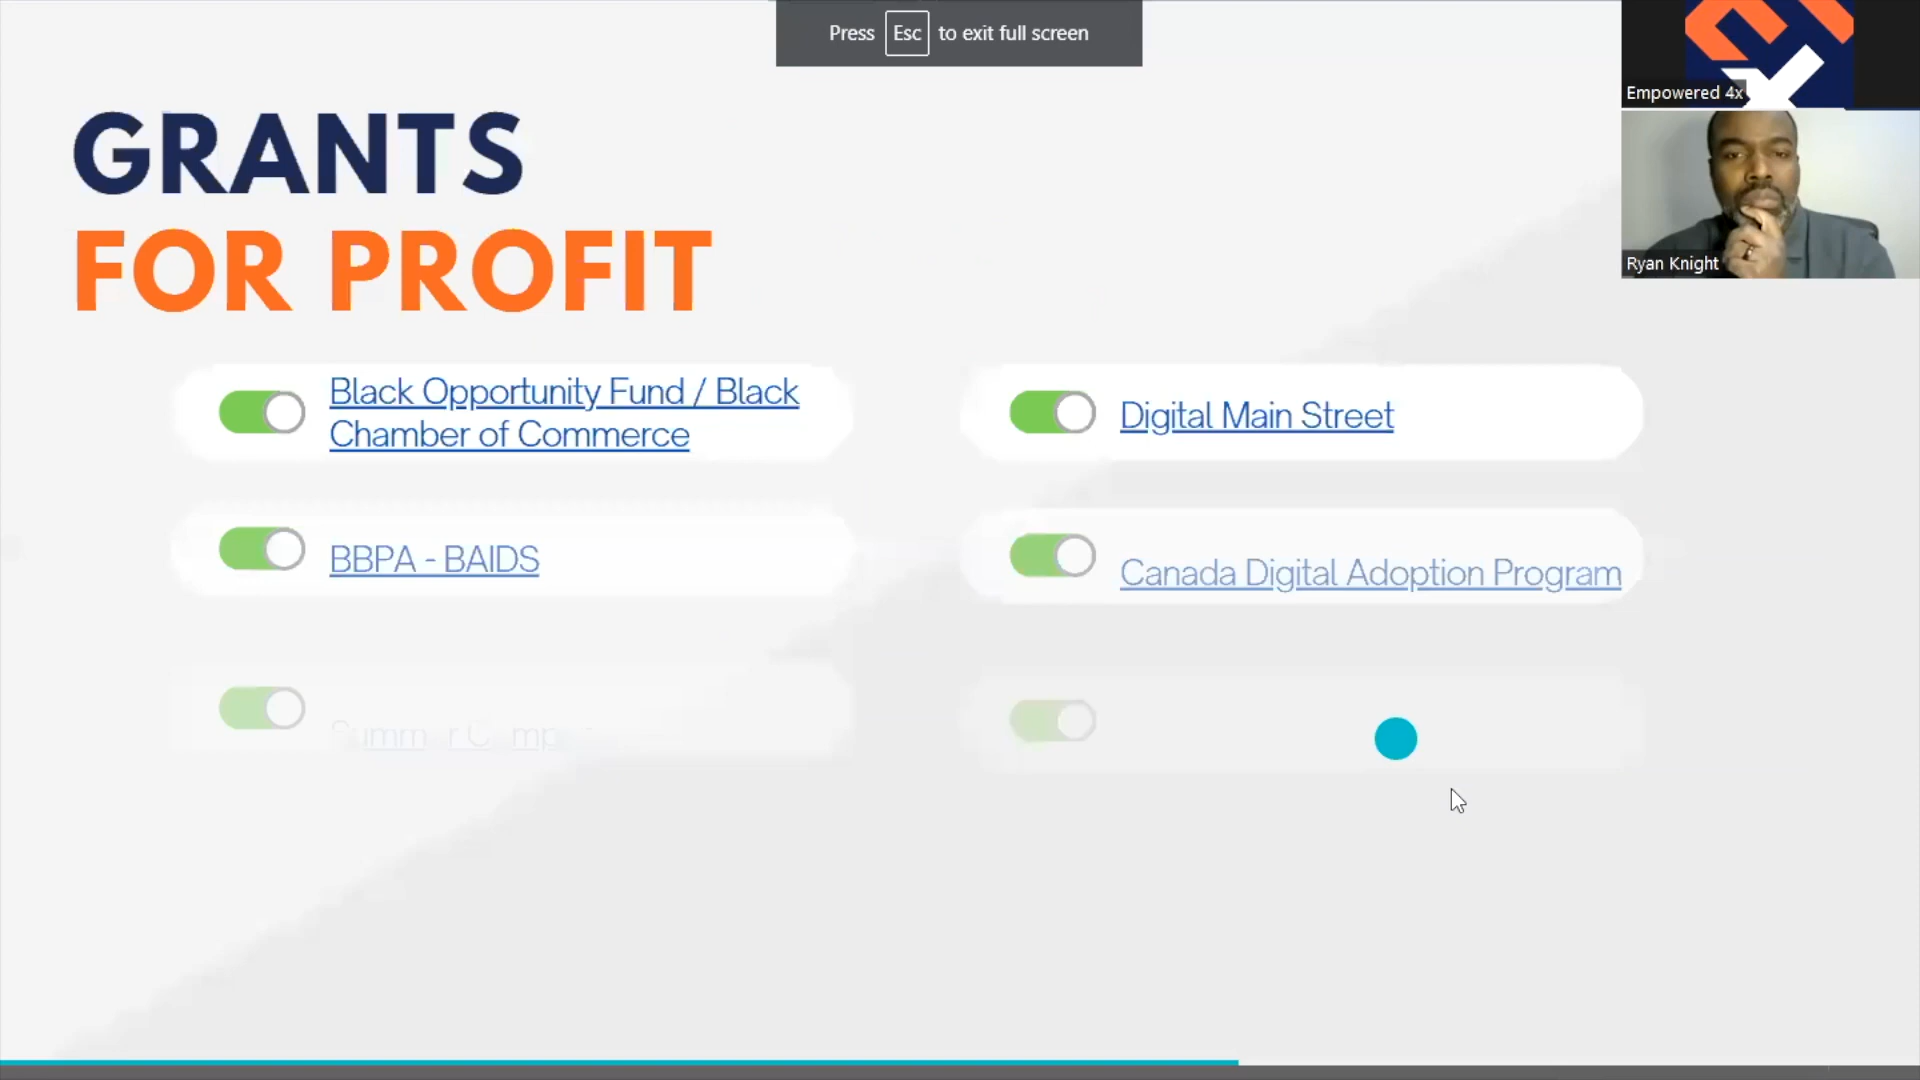 Press Esc to exit full screen
Empowered 4x
Ryan Knight
GRANTS
FOR PROFIT
Black Opportunity Fund / Black
Chamber of Commerce
Digital Main Street
BBPA - BAIDS
Canada Digital Adoption Program